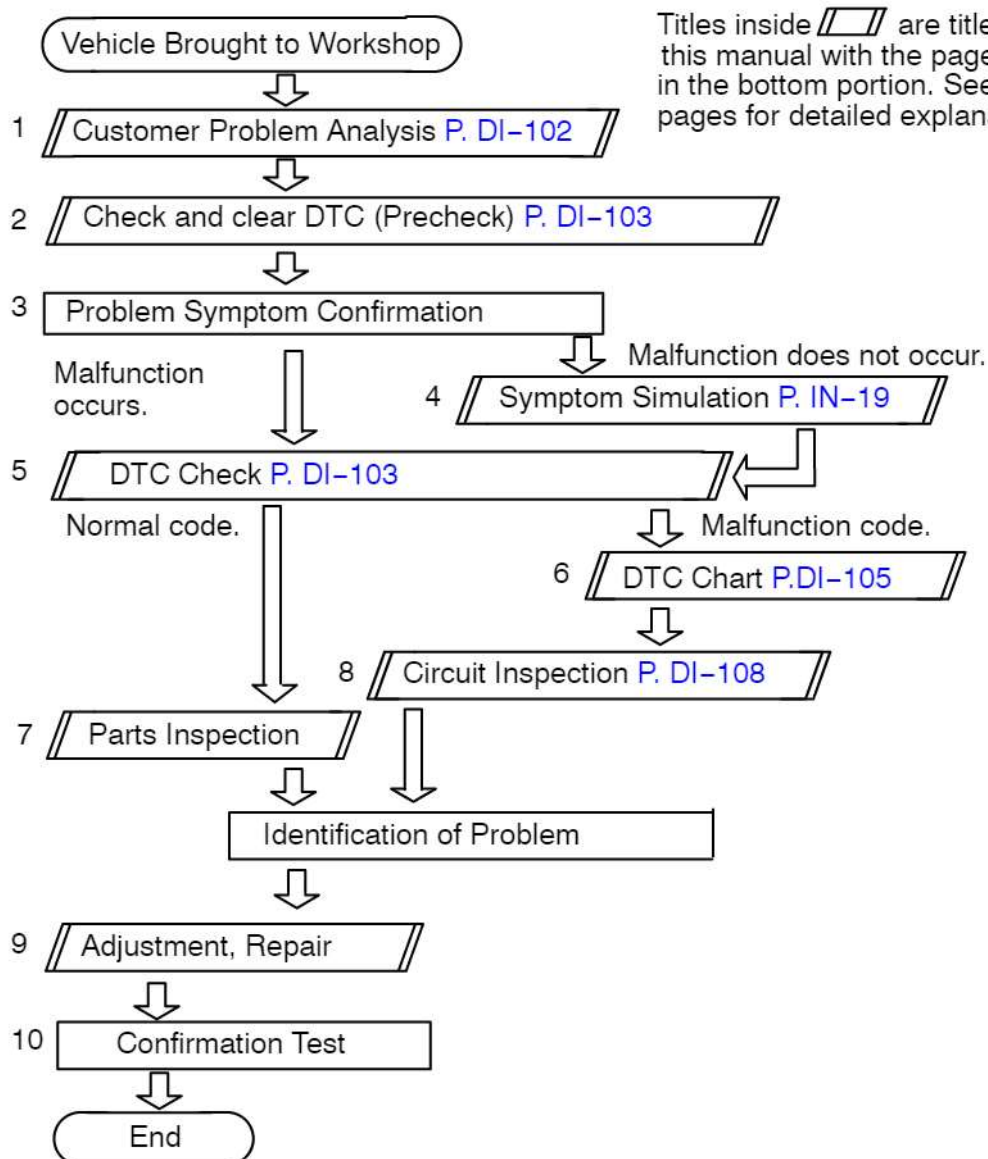 Vehicle Brought to Workshop
Titles inside are title
this manual with the page
in the bottom portion. See
pages for detailed explana
1 Customer Problem Analysis P. DI–102
2 Check and clear DTC (Precheck) P. DI–103
3 Problem Symptom Confirmation
Malfunction does not occur.
Malfunction
occurs.
4 Symptom Simulation P. IN–19
5 DTC Check P. DI–103
Normal code.
Malfunction code.
6 DTC Chart P.DI–105
8 Circuit Inspection P. DI–108
7 Parts Inspection
Identification of Problem
9 Adjustment, Repair
10 Confirmation Test
End